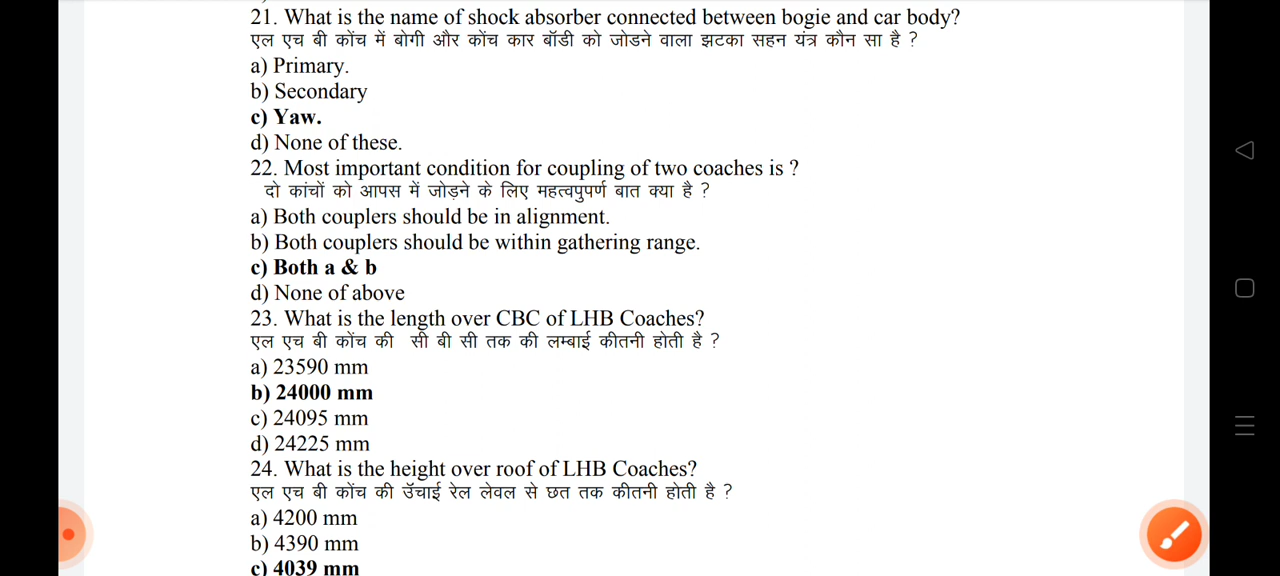 21. What is the name of shock absorber connected between bogie and car body?
एल एच बी कोंच में बोगी और कोंच कार बॉडी को जोडने वाला झटका सहन यंत्र कौन सा है ?
a) Primary.
b) Secondary
c) Yaw.
d) None of these.
22. Most important condition for coupling of two coaches is ?
दो कांचों को आपस में जोड़ने के लिए महत्वपुपर्ण बात क्या है ?
a) Both couplers should be in alignment.
b) Both couplers should be within gathering range.
c) Both a & b
d) None of above
23. What is the length over CBC of LHB Coaches?
एल एच बी कोंच की सी बी सी तक की लम्बाई कीतनी होती है ?
a) 23590 mm
b) 24000 mm
c) 24095 mm
d) 24225 mm
24. What is the height over roof of LHB Coaches?
एल एच बी कोंच की उॅचाई रेल लेवल से छत तक कीतनी होती है ?
a) 4200 mm
b) 4390 mm
c) 4039 mm